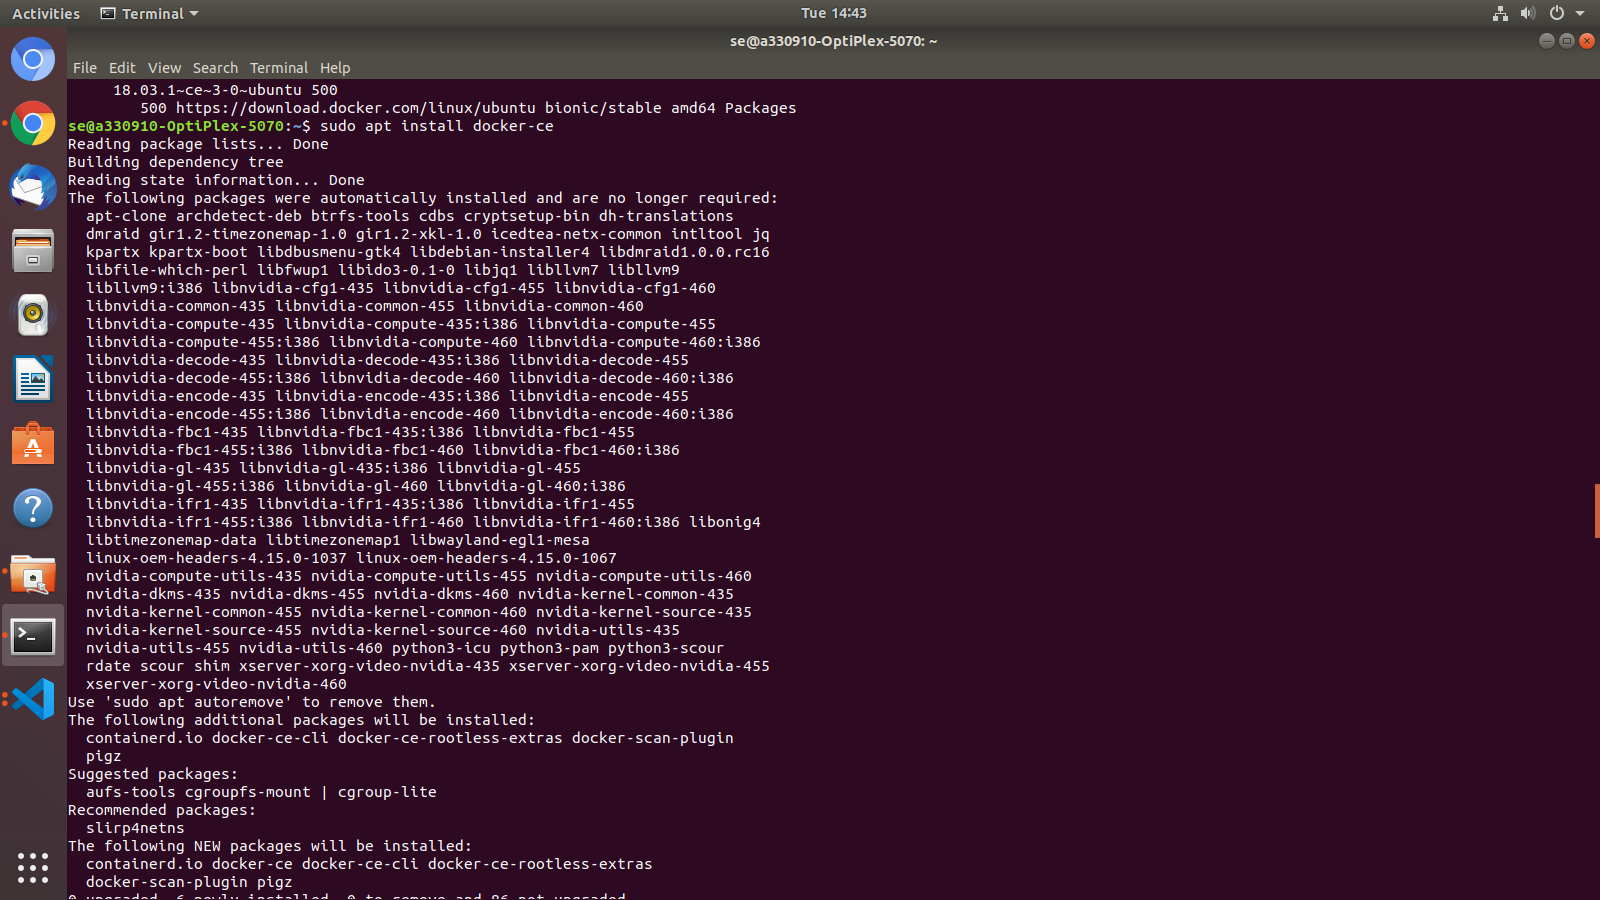 Activities Terminal Tue 14:43
se@a330910-OptiPlex-5070: ~
File Edit View Search Terminal Help
18.03.1~ce~3-0~ubuntu 500
500 https://download.docker.com/linux/ubuntu bionic/stable amd64 Packages
se@a330910-OptiPlex-5070:~$ sudo apt install docker-ce
Reading package lists... Done
Building dependency tree
Reading state information... Done
The following packages were automatically installed and are no longer required:
apt-clone archdetect-deb btrfs-tools cdbs cryptsetup-bin dh-translations
dmraid gir1.2-timezonemap-1.0 gir1.2-xkl-1.0 icedtea-netx-common intltool jq
kpartx kpartx-boot libdbusmenu-gtk4 libdebian-installer4 libdmraid1.0.0.rc16
libfile-which-perl libfwup1 libido3-0.1-0 libjq1 libllvm7 libllvm9
libllvm9:i386 libnvidia-cfg1-435 libnvidia-cfg1-455 libnvidia-cfg1-460
libnvidia-common-435 libnvidia-common-455 libnvidia-common-460
libnvidia-compute-435 libnvidia-compute-435:i386 libnvidia-compute-455
libnvidia-compute-455:i386 libnvidia-compute-460 libnvidia-compute-460:i386
libnvidia-decode-435 libnvidia-decode-435:i386 libnvidia-decode-455
libnvidia-decode-455:i386 libnvidia-decode-460 libnvidia-decode-460:i386
libnvidia-encode-435 libnvidia-encode-435:i386 libnvidia-encode-455
libnvidia-encode-455:i386 libnvidia-encode-460 libnvidia-encode-460:i386
libnvidia-fbc1-435 libnvidia-fbc1-435:i386 libnvidia-fbc1-455
libnvidia-fbc1-455:i386 libnvidia-fbc1-460 libnvidia-fbc1-460:i386
libnvidia-gl-435 libnvidia-gl-435:i386 libnvidia-gl-455
libnvidia-gl-455:i386 libnvidia-gl-460 libnvidia-gl-460:i386
libnvidia-ifr1-435 libnvidia-ifr1-435:i386 libnvidia-ifr1-455
libnvidia-ifr1-455:i386 libnvidia-ifr1-460 libnvidia-ifr1-460:i386 libonig4
libtimezonemap-data libtimezonemap1 libwayland-egl1-mesa
linux-oem-headers-4.15.0-1037 linux-oem-headers-4.15.0-1067
nvidia-compute-utils-435 nvidia-compute-utils-455 nvidia-compute-utils-460
nvidia-dkms-435 nvidia-dkms-455 nvidia-dkms-460 nvidia-kernel-common-435
nvidia-kernel-common-455 nvidia-kernel-common-460 nvidia-kernel-source-435
nvidia-kernel-source-455 nvidia-kernel-source-460 nvidia-utils-435
nvidia-utils-455 nvidia-utils-460 python3-icu python3-pam python3-scour
rdate scour shim xserver-xorg-video-nvidia-435 xserver-xorg-video-nvidia-455
xserver-xorg-video-nvidia-460
Use 'sudo apt autoremove' to remove them.
The following additional packages will be installed:
containerd.io docker-ce-cli docker-ce-rootless-extras docker-scan-plugin
pigz
Suggested packages:
aufs-tools cgroupfs-mount | cgroup-lite
Recommended packages:
slirp4netns
The following NEW packages will be installed:
containerd.io docker-ce docker-ce-cli docker-ce-rootless-extras
docker-scan-plugin pigz
0 upgraded, 6 newly installed, 0 to remove and 86 not upgraded.